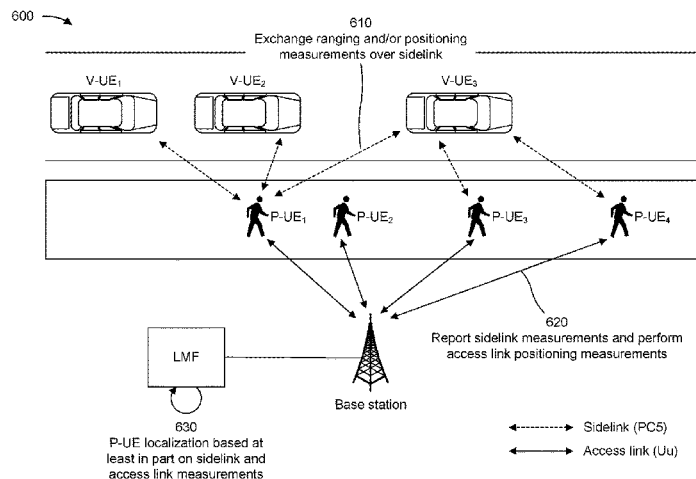 600
610
Exchange ranging and/or positioning
measurements over sidelink
V-UE1
V-UE2
V-UE3
P-UE1
P-UE2
P-UE3
P-UE4
620
Report sidelink measurements and perform
access link positioning measurements
LMF
Base station
630
P-UE localization based at
least in part on sidelink and
access link measurements
Sidelink (PC5)
Access link (Uu)